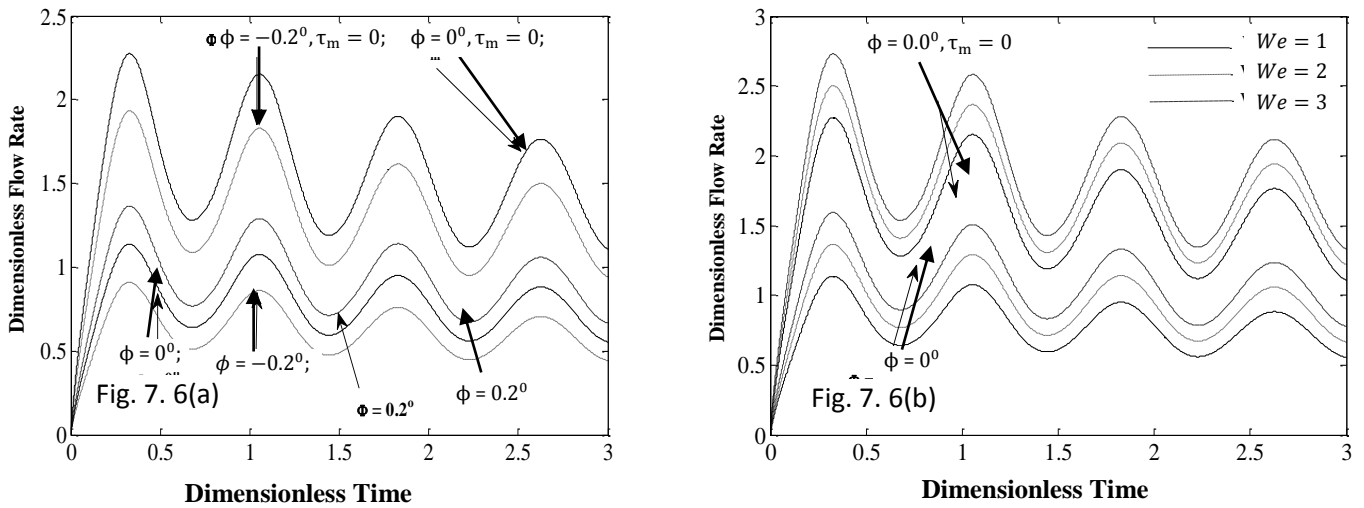 2.5
2
1.5
1
0.5
0
0 0.5 1 1.5 2 2.5 3
Dimensionless Flow Rate
Dimensionless Time
Φ ϕ = −0.2⁰, τₘ = 0; ϕ = 0⁰, τₘ = 0;
m
ϕ = 0⁰;
ϕ = −0.2⁰;
Φ = 0.2⁰
ϕ = 0.2⁰
Fig. 7. 6(a)
3
2.5
2
1.5
1
0.5
0
0 0.5 1 1.5 2 2.5 3
Dimensionless Flow Rate
Dimensionless Time
ϕ = 0.0⁰, τₘ = 0
We = 1
We = 2
We = 3
ϕ = 0⁰
Fig. 7. 6(b)